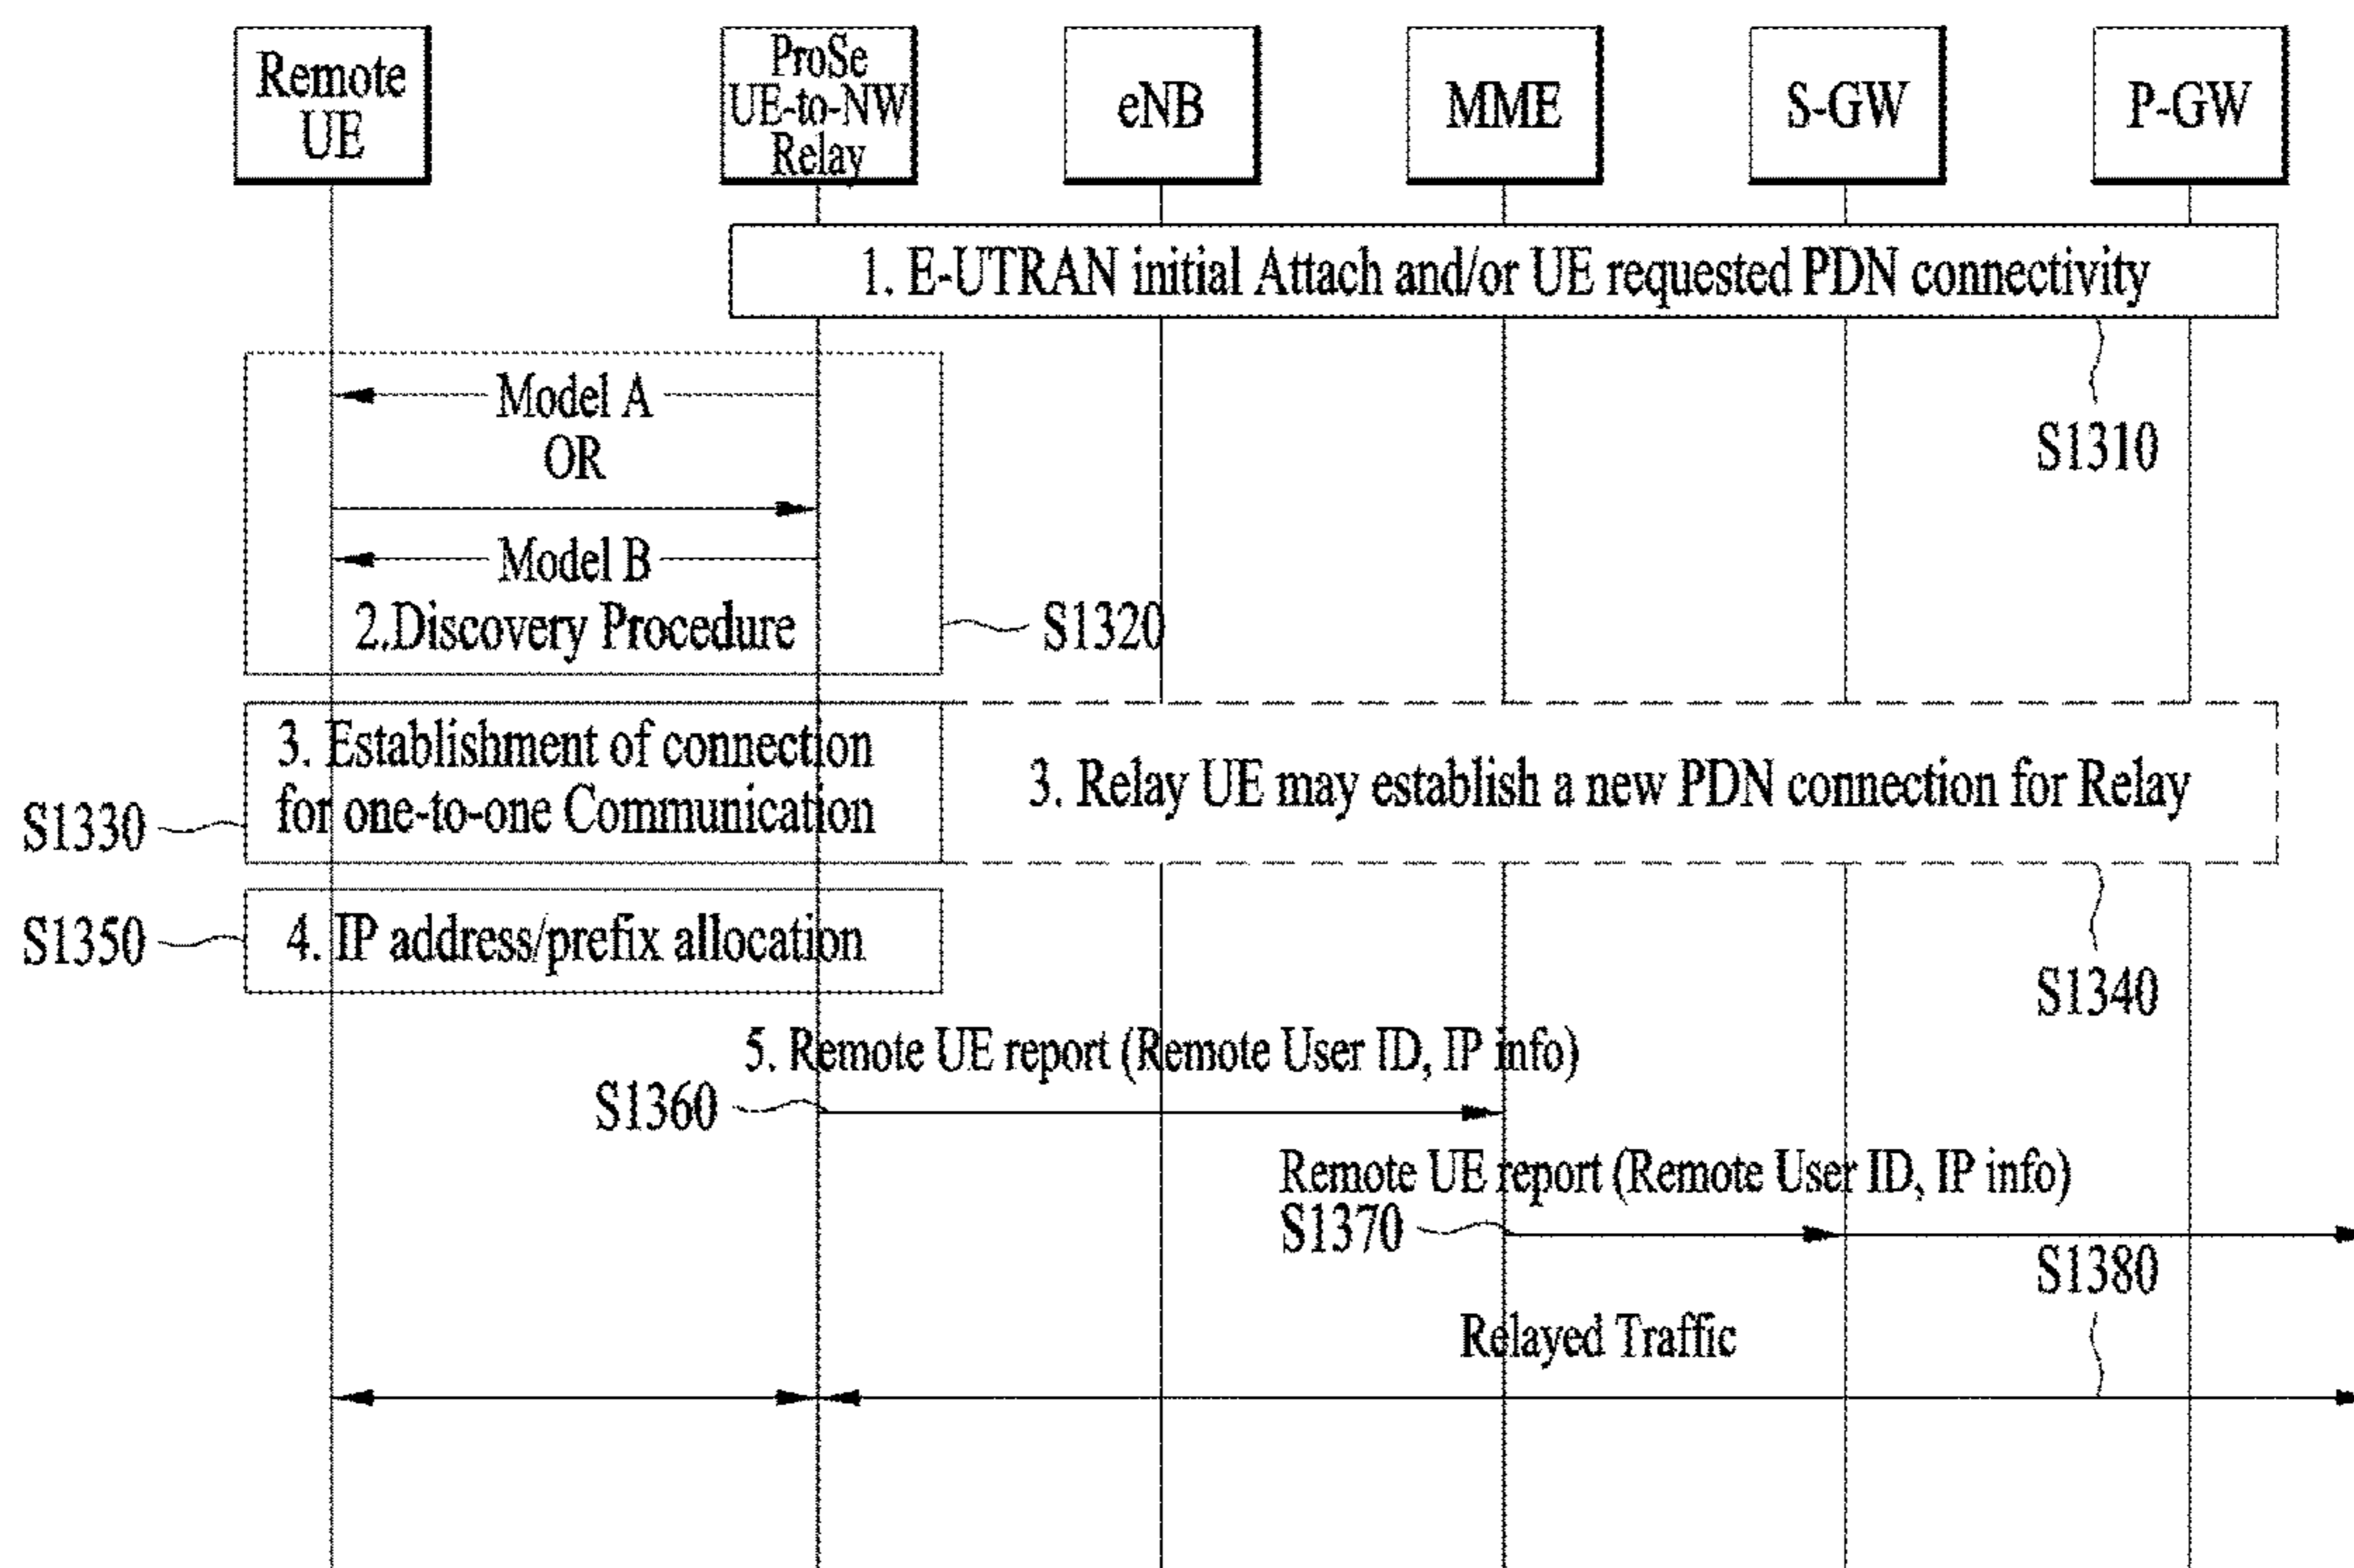 Remote
UE
ProSe
UE-to-NW
Relay
eNB
MME
S-GW
P-GW
1. E-UTRAN initial Attach and/or UE requested PDN connectivity
Model A
OR
S1310
Model B
2.Discovery Procedure
S1320
3. Establishment of connection
for one-to-one Communication
3. Relay UE may establish a new PDN connection for Relay
S1330
4. IP address/prefix allocation
S1350
S1340
5. Remote UE report (Remote User ID, IP info)
S1360
Remote UE report (Remote User ID, IP info)
S1370
S1380
Relayed Traffic